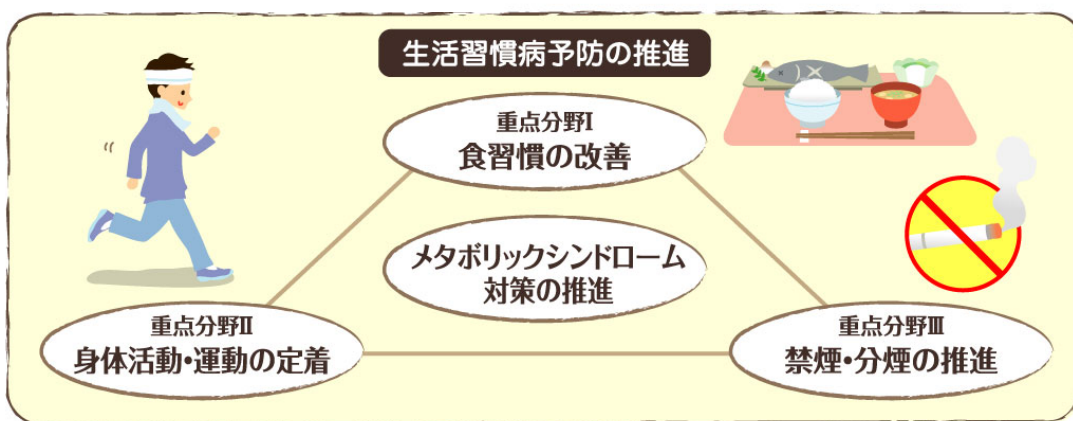 生活習慣病予防の推進
重点分野Ⅰ
食習慣の改善
メタボリックシンドローム
対策の推進
重点分野Ⅱ
身体活動・運動の定着
重点分野Ⅲ
禁煙・分煙の推進